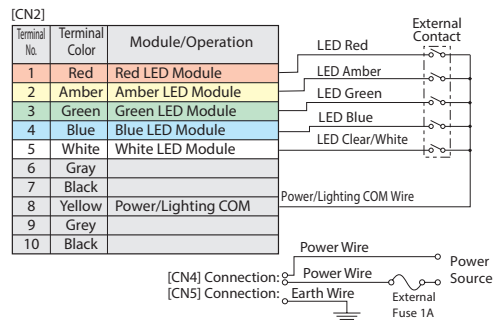 [CN2]
Terminal No. Terminal Color Module/Operation
1 Red Red LED Module
2 Amber Amber LED Module
3 Green Green LED Module
4 Blue Blue LED Module
5 White White LED Module
6 Gray
7 Black
8 Yellow Power/Lighting COM
9 Grey
10 Black
External Contact
LED Red
LED Amber
LED Green
LED Blue
LED Clear/White
Power/Lighting COM Wire
Power Wire
[CN4] Connection: Power Wire
Power Source
[CN5] Connection: Earth Wire
External Fuse 1A